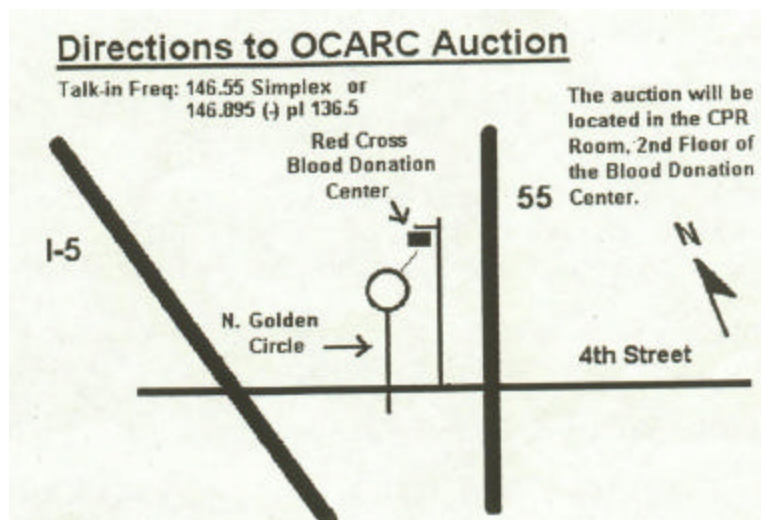 Directions to OCARC Auction
Talk-in Freq: 146.55 Simplex or
146.895 (-) pl 136.5
The auction will be
located in the CPR
Room, 2nd Floor of
the Blood Donation
Center.
Red Cross
Blood Donation
Center
55
I-5
N
N. Golden
Circle
4th Street